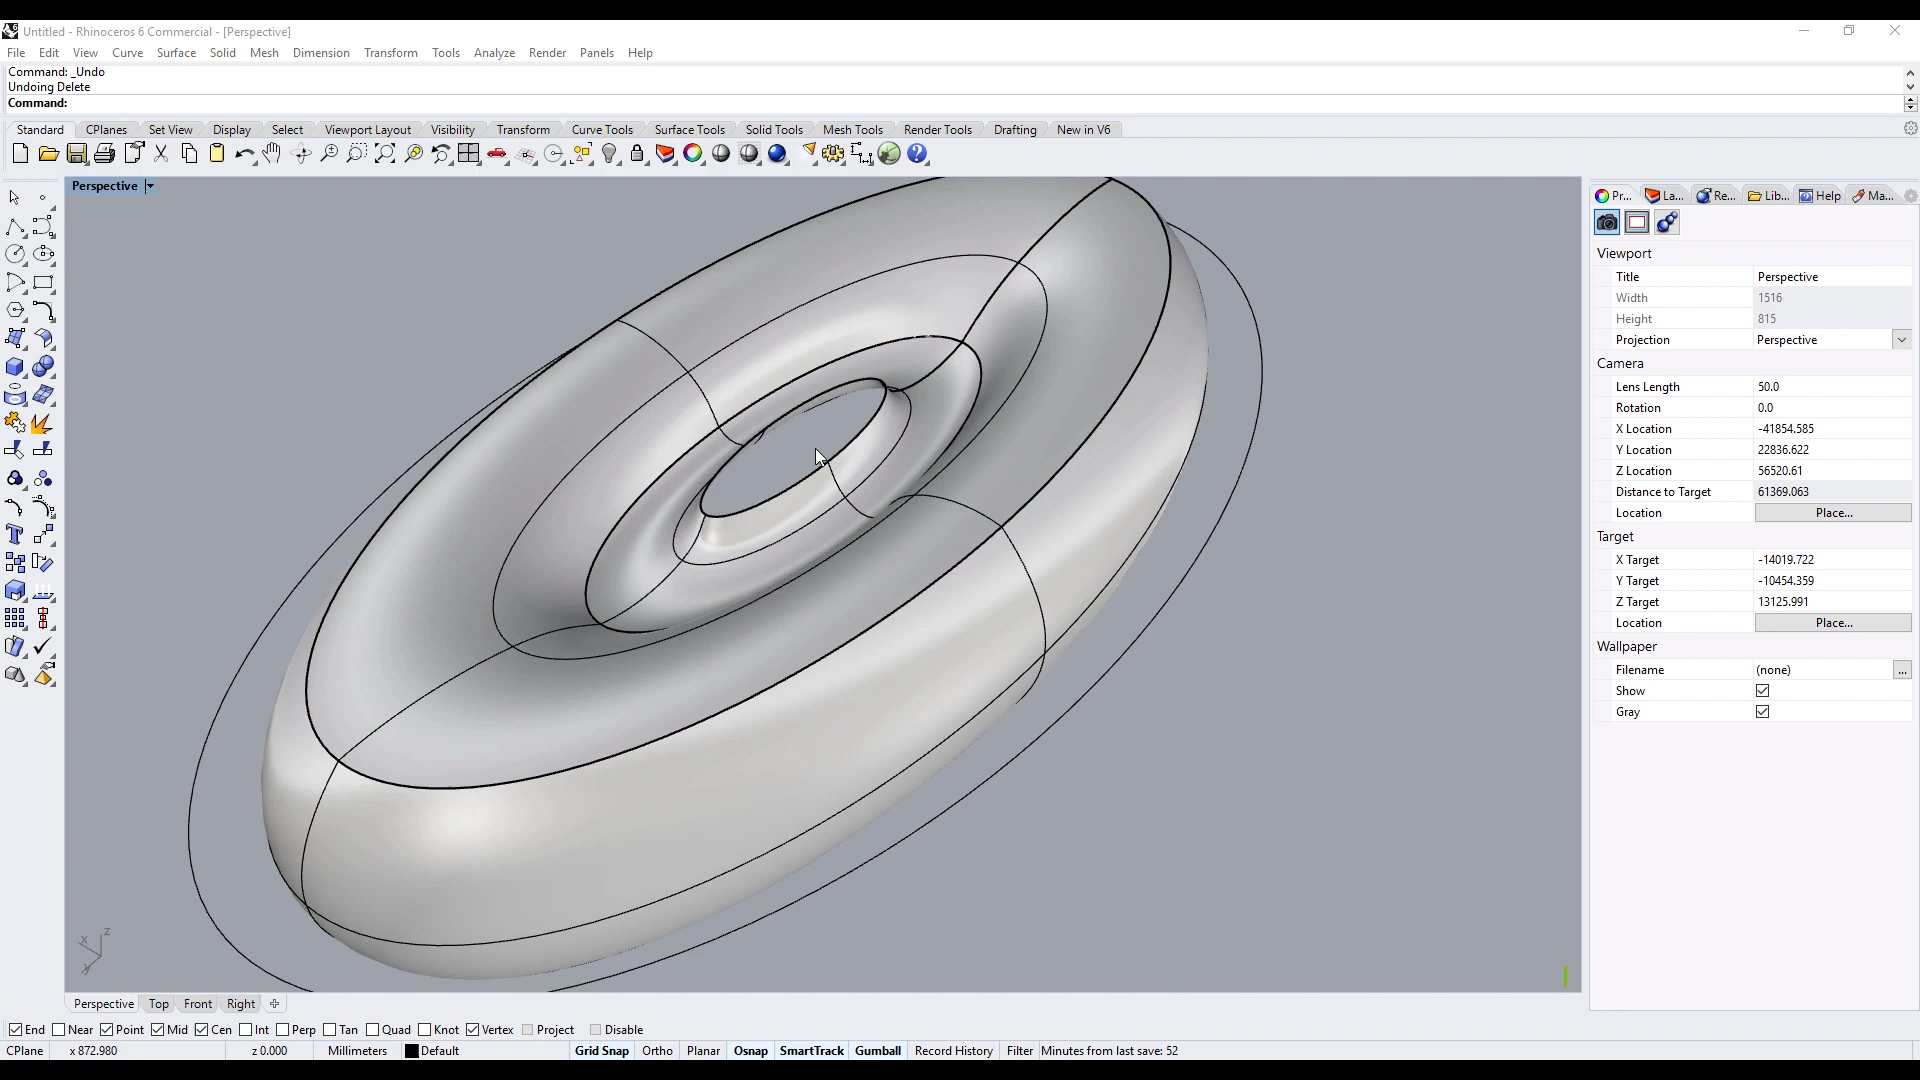 Untitled - Rhinoceros 6 Commercial - [Perspective]
File Edit View Curve Surface Solid Mesh Dimension Transform Tools Analyze Render Panels Help
Command: _Undo
Undoing Delete
Command:
Standard CPlanes Set View Display Select Viewport Layout Visibility Transform Curve Tools Surface Tools Solid Tools Mesh Tools Render Tools Drafting New in V6
Perspective
Pr... La... Re... Lib... Help Ma...
Viewport
Title Perspective
Width 1516
Height 815
Projection Perspective
Camera
Lens Length 50.0
Rotation 0.0
X Location -41854.585
Y Location 22836.622
Z Location 56520.61
Distance to Target 61369.063
Location Place...
Target
X Target -14019.722
Y Target -10454.359
Z Target 13125.991
Location Place...
Wallpaper
Filename (none) ...
Show
Gray
z
x
y
Perspective Top Front Right
End Near Point Mid Cen Int Perp Tan Quad Knot Vertex Project Disable
CPlane x 872.980 z 0.000 Millimeters Default Grid Snap Ortho Planar Osnap SmartTrack Gumball Record History Filter Minutes from last save: 52